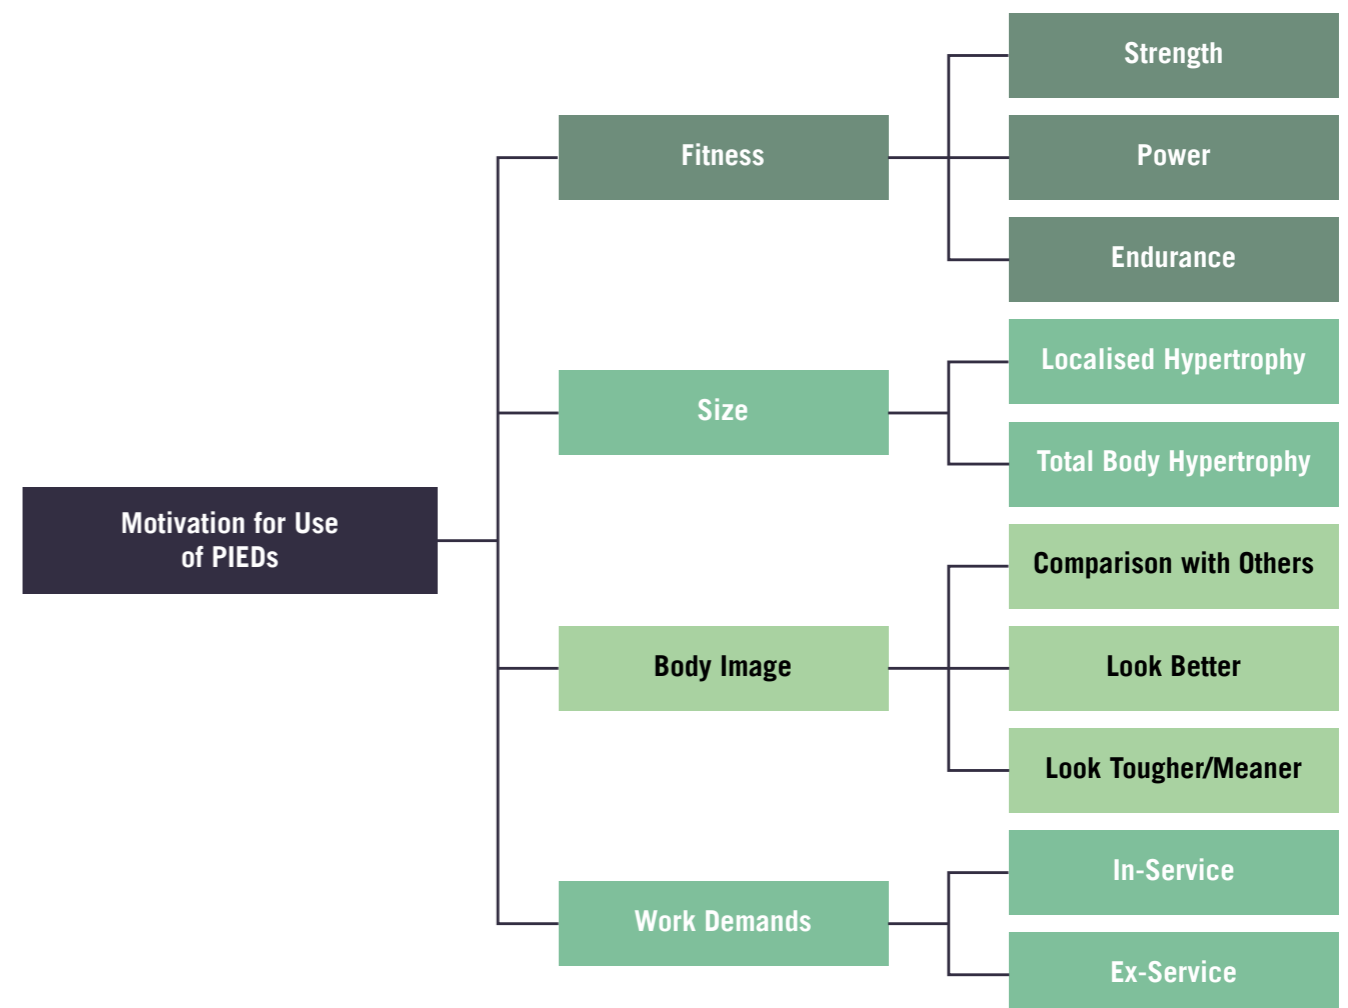 Strength
Fitness
Power
Endurance
Localised Hypertrophy
Size
Total Body Hypertrophy
Motivation for Use
of PIEDs
Comparison with Others
Body Image
Look Better
Look Tougher/Meaner
In-Service
Work Demands
Ex-Service